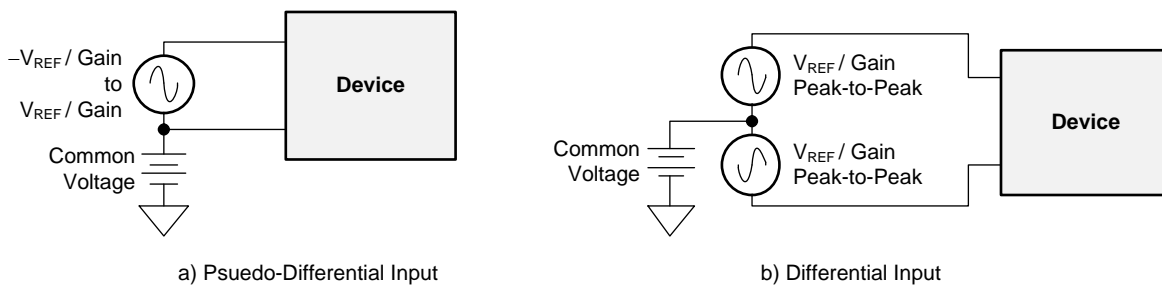 −VREF / Gain
to
VREF / Gain
Device
Common
Voltage
a) Psuedo-Differential Input
VREF / Gain
Peak-to-Peak
Device
Common
Voltage
VREF / Gain
Peak-to-Peak
b) Differential Input